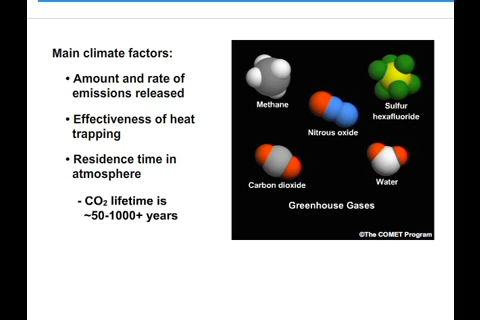 Main climate factors:
• Amount and rate of
emissions released
• Effectiveness of heat
trapping
• Residence time in
atmosphere
- CO₂ lifetime is
~50-1000+ years
Methane
Sulfur
hexafluoride
Nitrous oxide
Carbon dioxide
Water
Greenhouse Gases
©The COMET Program